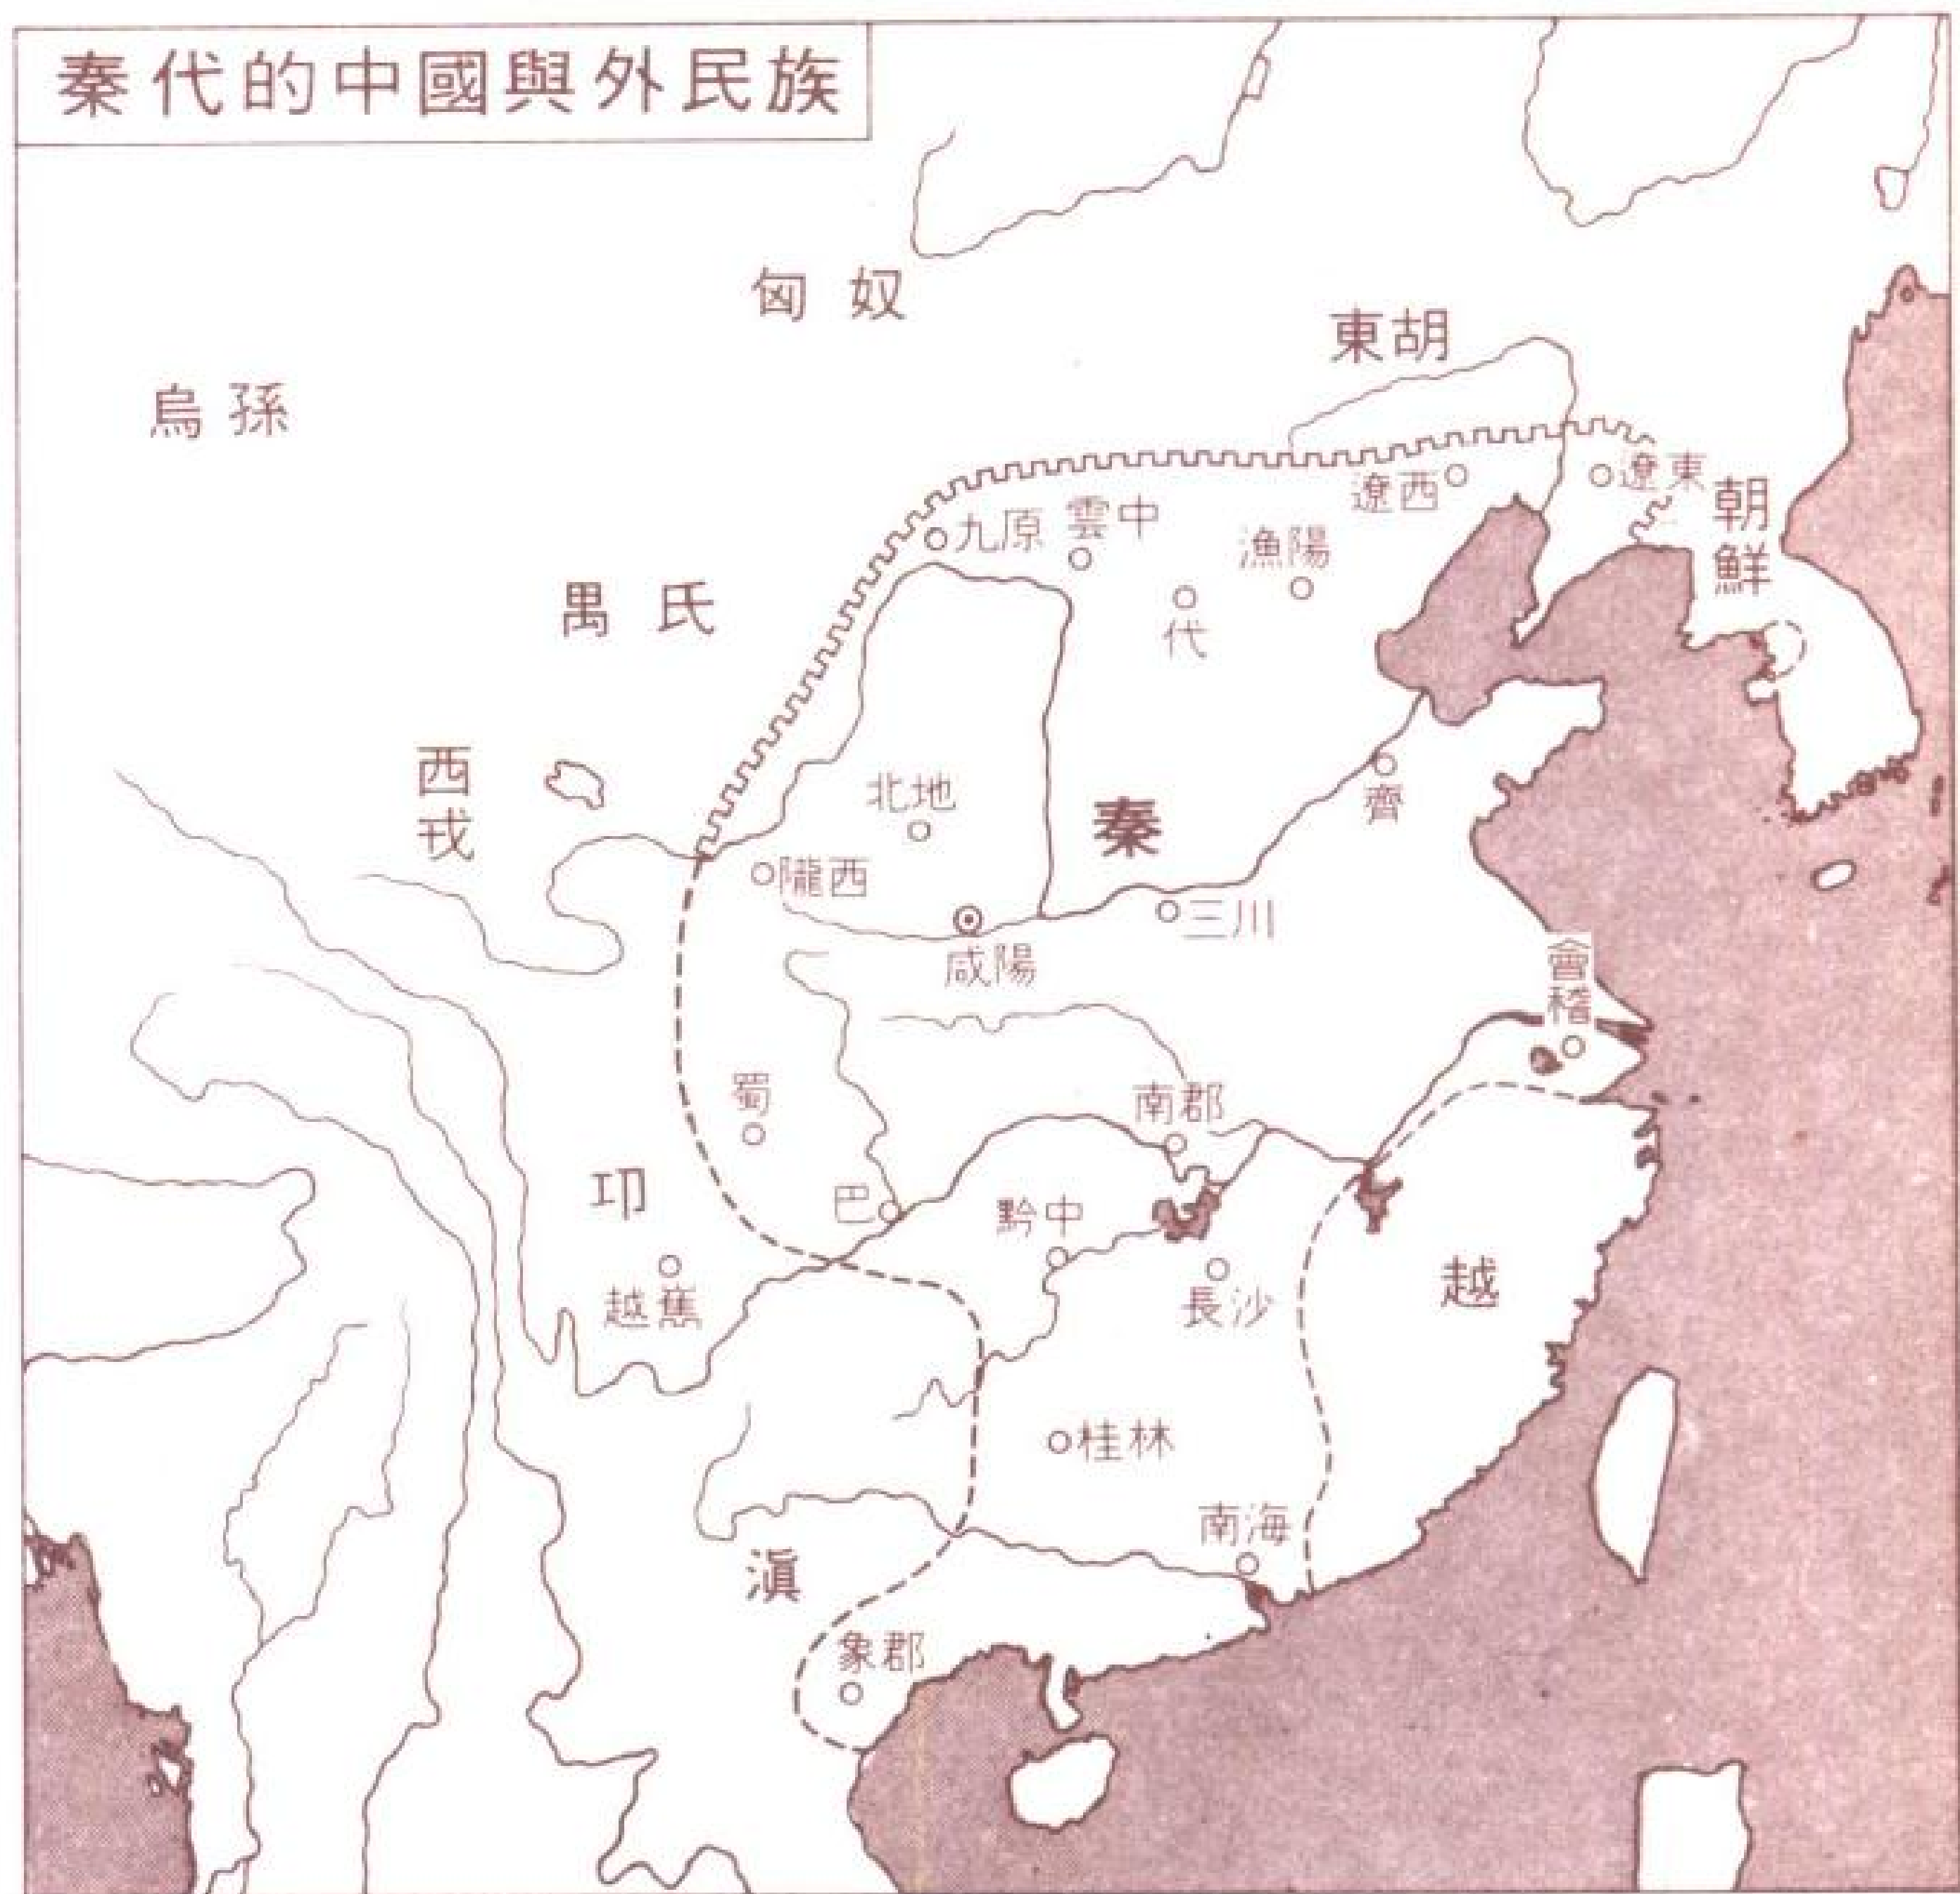 秦代的中國與外民族
匈奴
東胡
烏孫
遼西
遼東
朝鮮
九原
雲中
漁陽
代
禺氏
西戎
北地
秦
齊
隴西
三川
咸陽
會稽
蜀
南郡
卭
巴
黔中
越
長沙
桂林
南海
滇
象郡